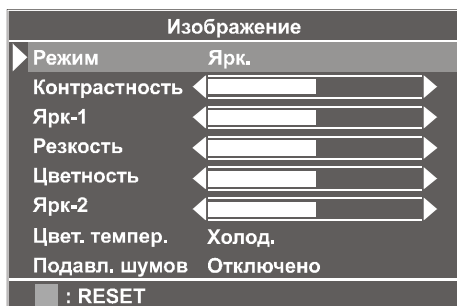 Изображение
Режим Ярк.
Контрастность
Ярк-1
Резкость
Цветность
Ярк-2
Цвет. темпер. Холод.
Подавл. шумов Отключено
: RESET